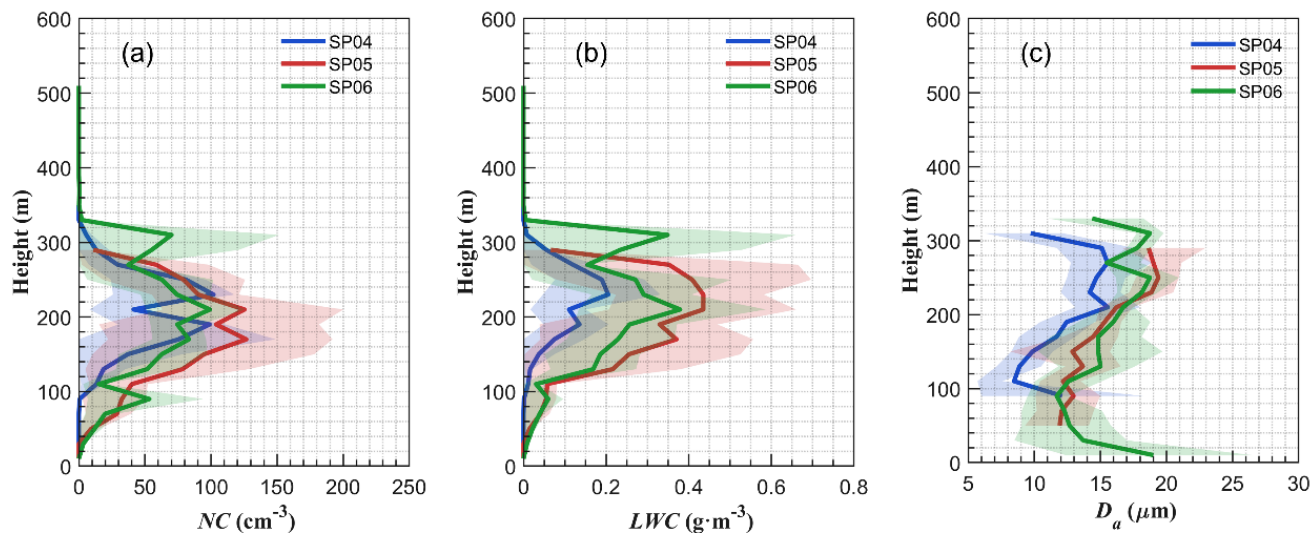 (a)
SP04
SP05
SP06
600
500
400
300
200
100
0
Height (m)
0 50 100 150 200 250
NC (cm⁻³)
(b)
SP04
SP05
SP06
600
500
400
300
200
100
0
Height (m)
0 0.2 0.4 0.6 0.8
LWC (g·m⁻³)
(c)
SP04
SP05
SP06
600
500
400
300
200
100
0
Height (m)
5 10 15 20 25 30
Dₐ (μm)